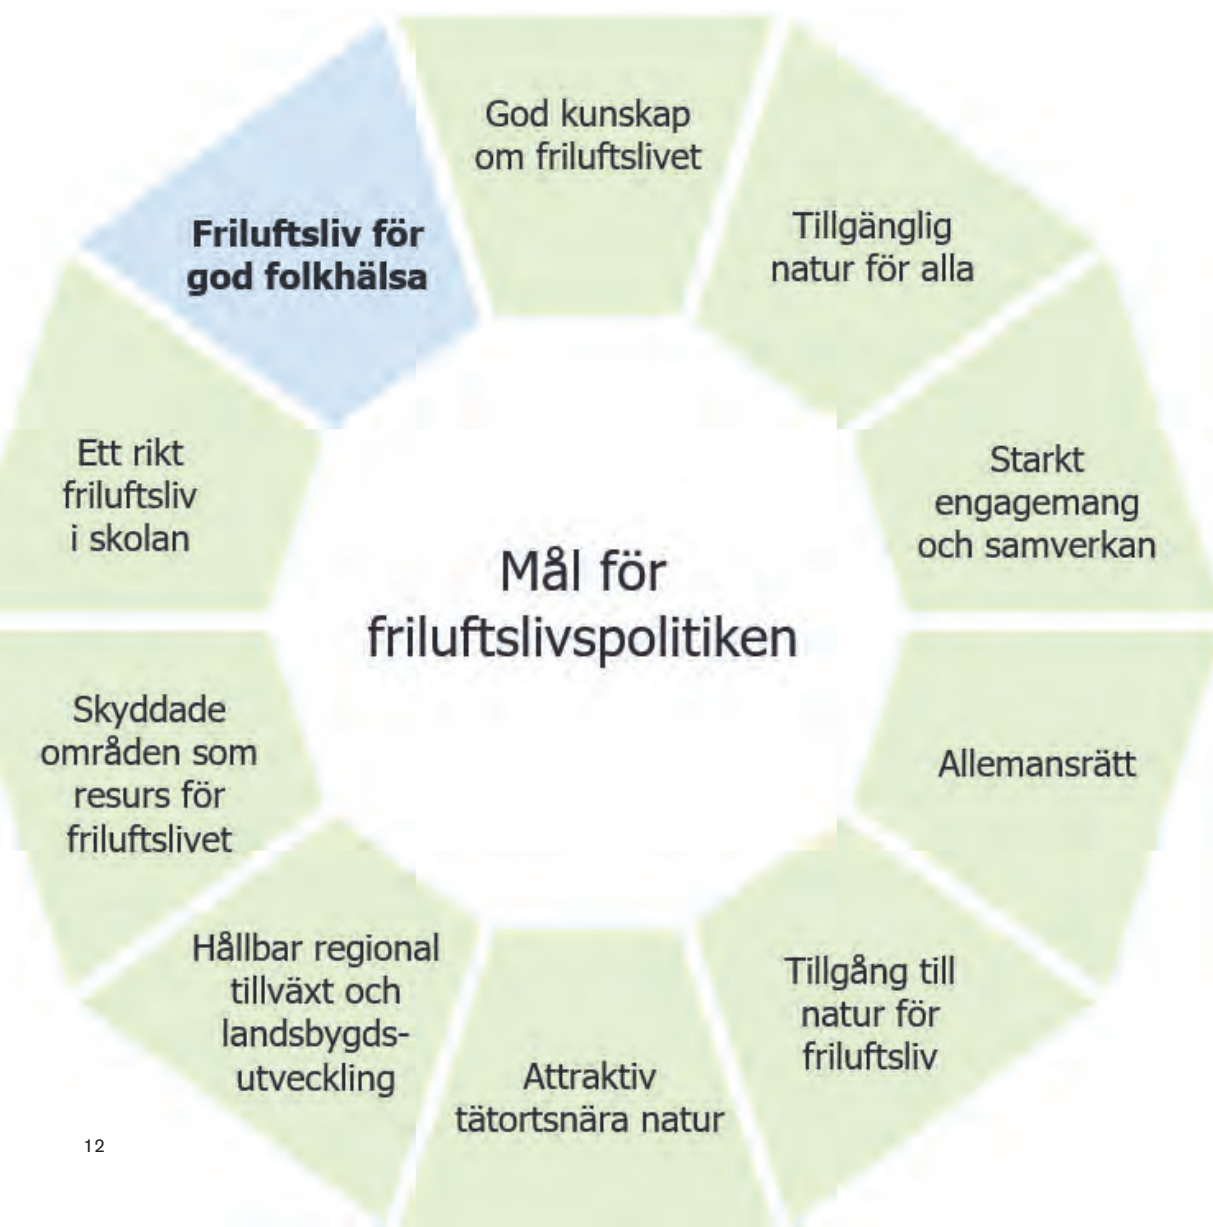 God kunskap
om friluftslivet
Tillgänglig
natur för alla
Starkt
engagemang
och samverkan
Allemansrätt
Tillgång till
natur för
friluftsliv
Attraktiv
tätortsnära natur
Hållbar regional
tillväxt och
landsbygds-
utveckling
Skyddade
områden som
resurs för
friluftslivet
Ett rikt
friluftsliv
i skolan
Friluftsliv för
god folkhälsa
Mål för
friluftslivspolitiken
12